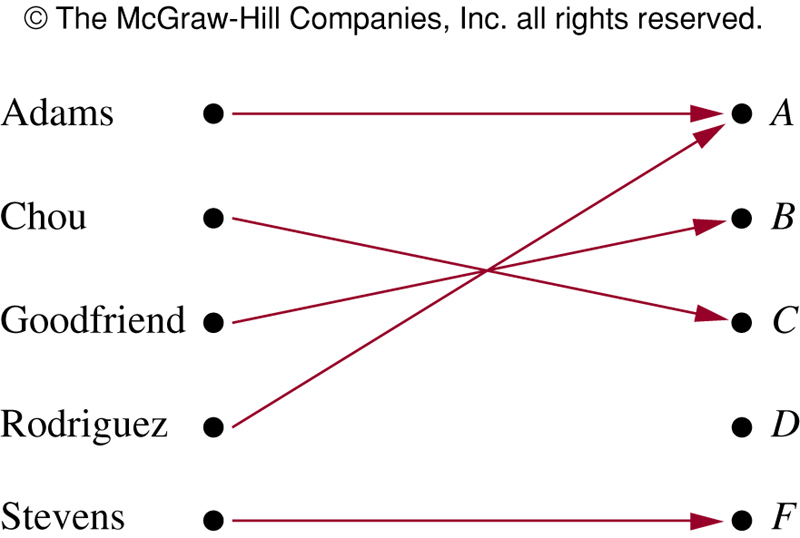 © The McGraw-Hill Companies, Inc. all rights reserved.
Adams A
Chou B
Goodfriend C
Rodriguez D
Stevens F